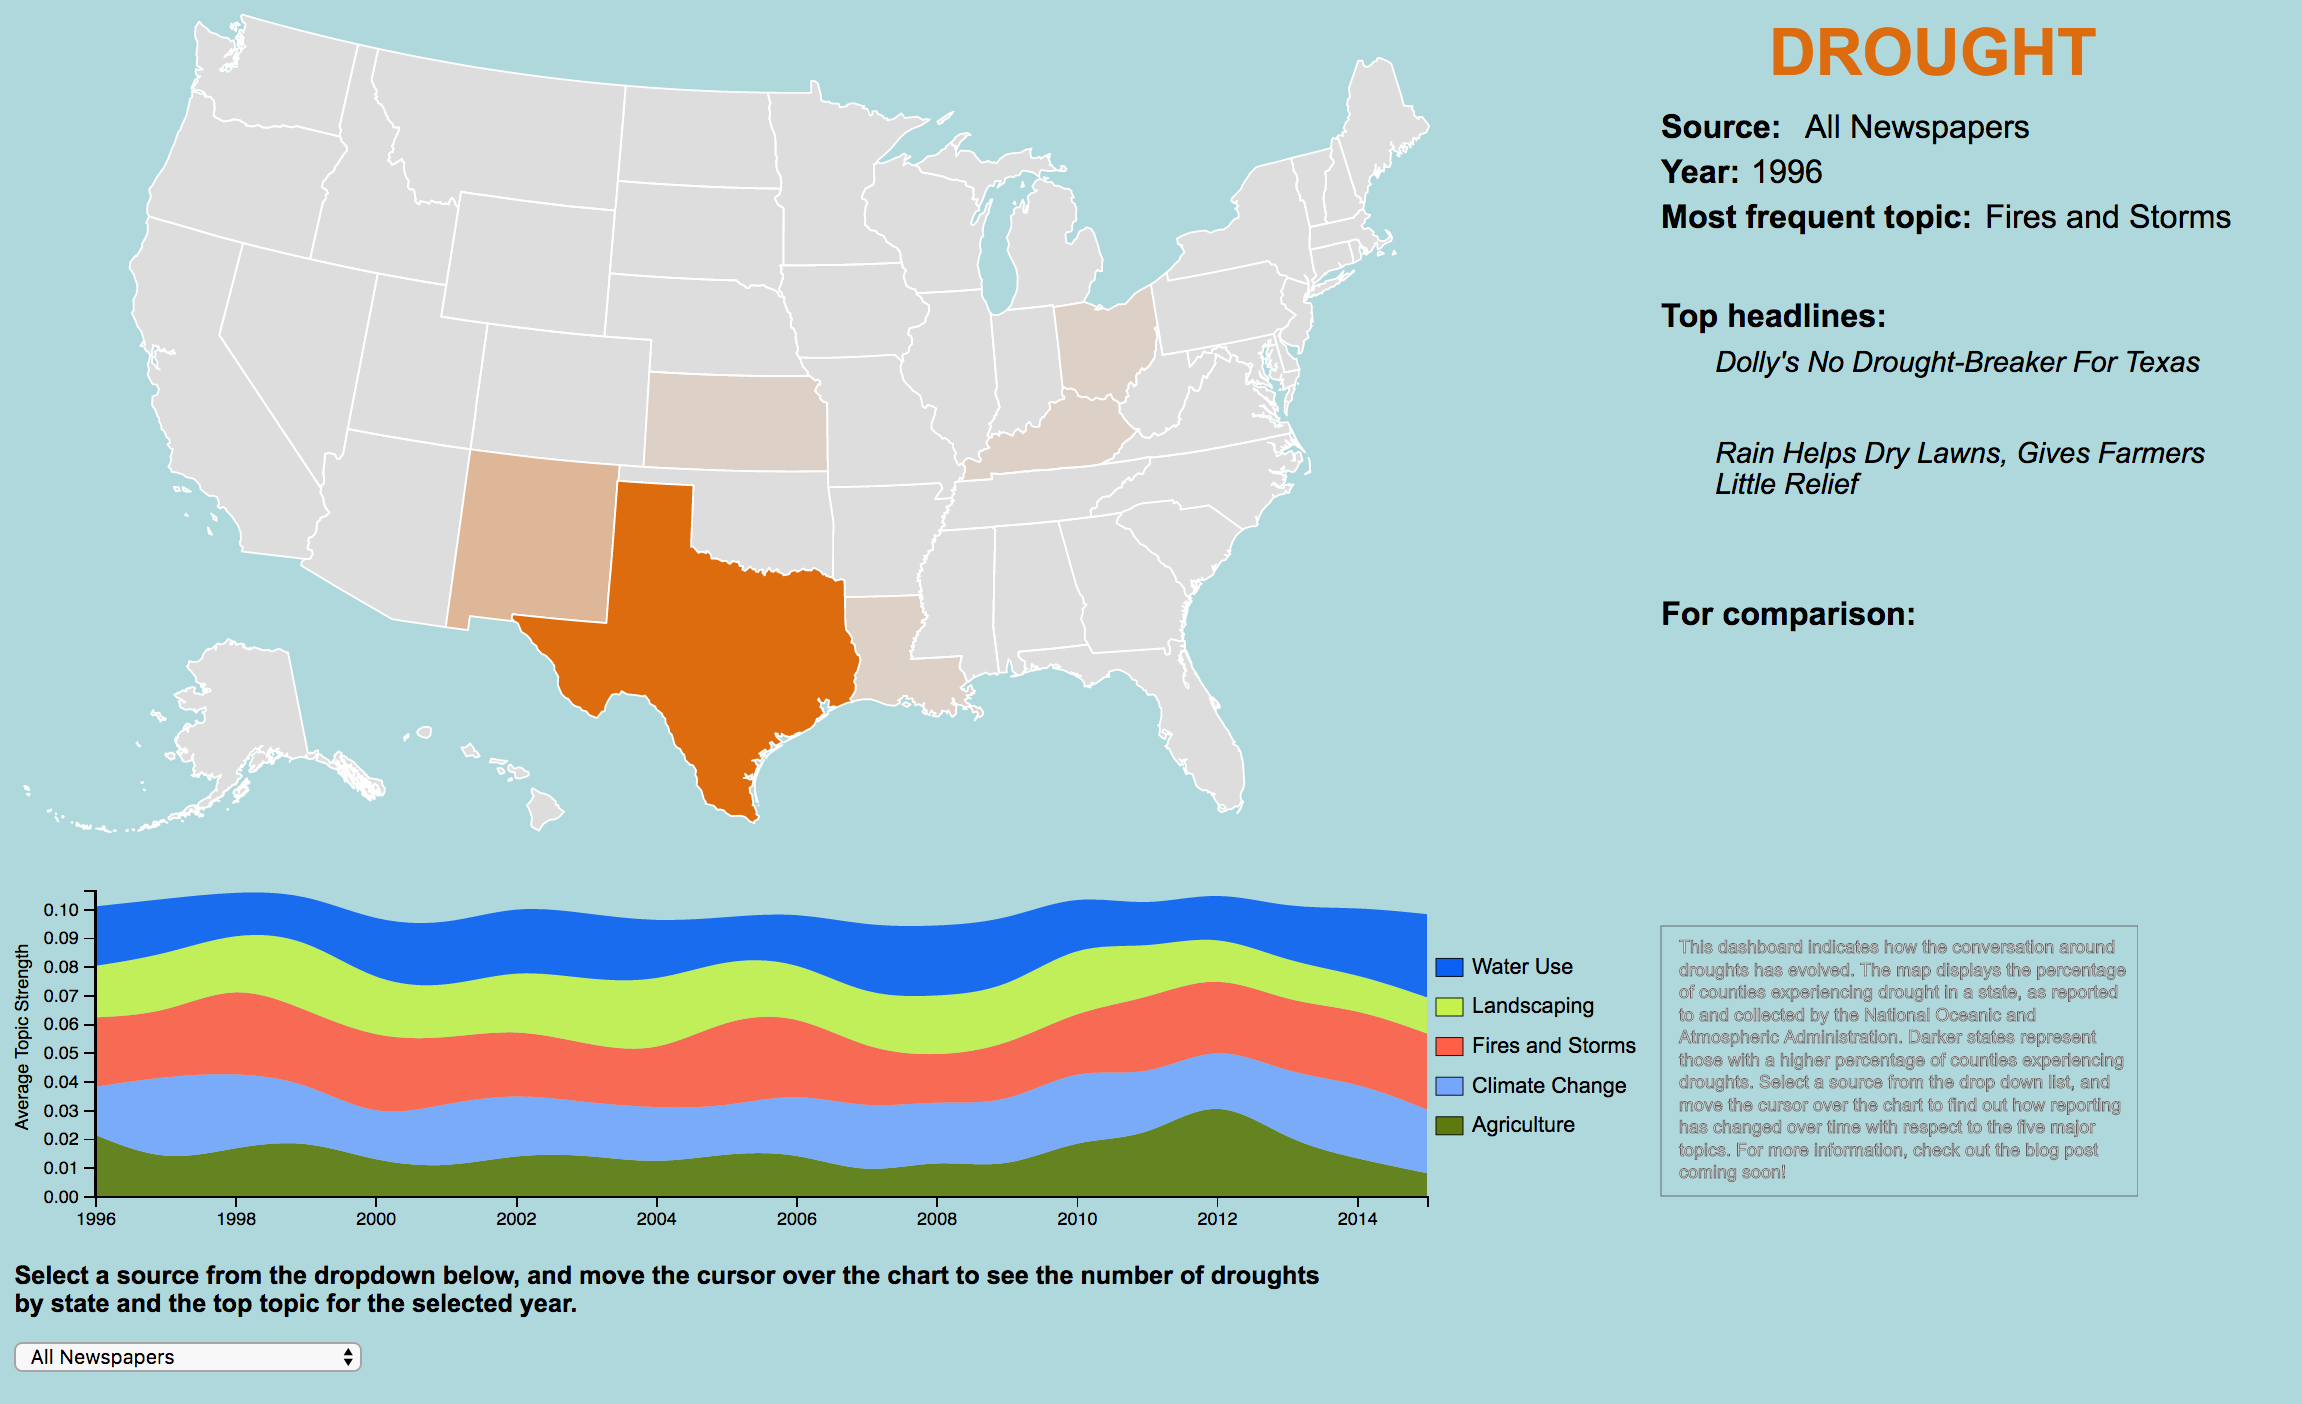 DROUGHT
Source: All Newspapers
Year: 1996
Most frequent topic: Fires and Storms
Top headlines:
Dolly's No Drought-Breaker For Texas
Rain Helps Dry Lawns, Gives Farmers
Little Relief
For comparison:
Average Topic Strength
0.10
0.09
0.08
0.07
0.06
0.05
0.04
0.03
0.02
0.01
0.00
1996 1998 2000 2002 2004 2006 2008 2010 2012 2014
Water Use
Landscaping
Fires and Storms
Climate Change
Agriculture
This dashboard indicates how the conversation around
droughts has evolved. The map displays the percentage
of counties experiencing drought in a state, as reported
to and collected by the National Oceanic and
Atmospheric Administration. Darker states represent
those with a higher percentage of counties experiencing
droughts. Select a source from the drop down list, and
move the cursor over the chart to find out how reporting
has changed over time with respect to the five major
topics. For more information, check out the blog post
coming soon!
Select a source from the dropdown below, and move the cursor over the chart to see the number of droughts
by state and the top topic for the selected year.
All Newspapers